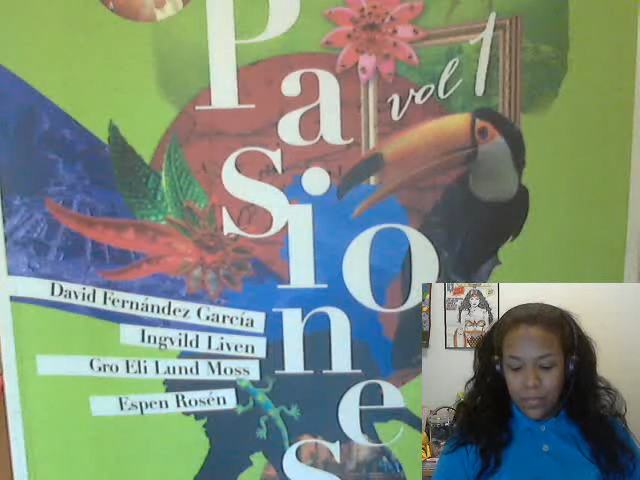 Pasiones
vol 1
David Fernández García
Ingvild Liven
Gro Eli Lund Moss
Espen Rosén